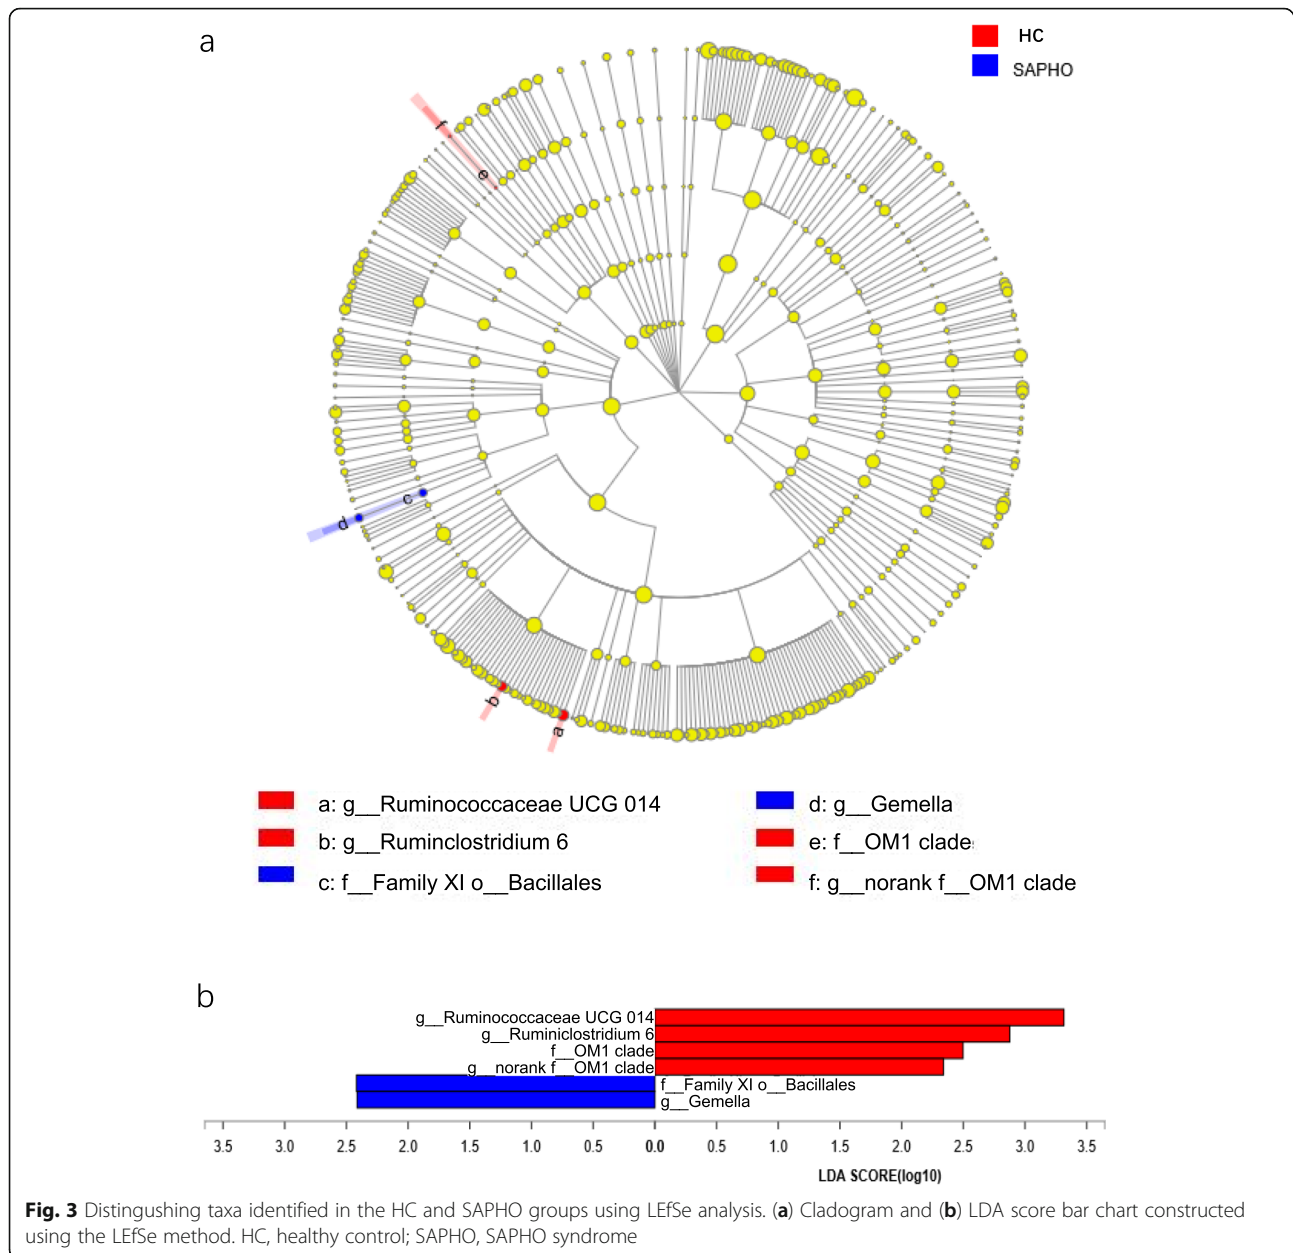 a
HC
SAPHO
f
e
c
d
b
a
a: g__Ruminococcaceae UCG 014
b: g__Ruminclostridium 6
c: f__Family XI o__Bacillales
d: g__Gemella
e: f__OM1 clade
f: g__norank f__OM1 clade
b
g__Ruminococcaceae UCG 014
g__Ruminiclostridium 6
f__OM1 clade
g__norank f__OM1 clade
f__Family XI o__Bacillales
g__Gemella
3.5 3.0 2.5 2.0 1.5 1.0 0.5 0.0 0.5 1.0 1.5 2.0 2.5 3.0 3.5
LDA SCORE(log10)
Fig. 3 Distingushing taxa identified in the HC and SAPHO groups using LEfSe analysis. (a) Cladogram and (b) LDA score bar chart constructed
using the LEfSe method. HC, healthy control; SAPHO, SAPHO syndrome